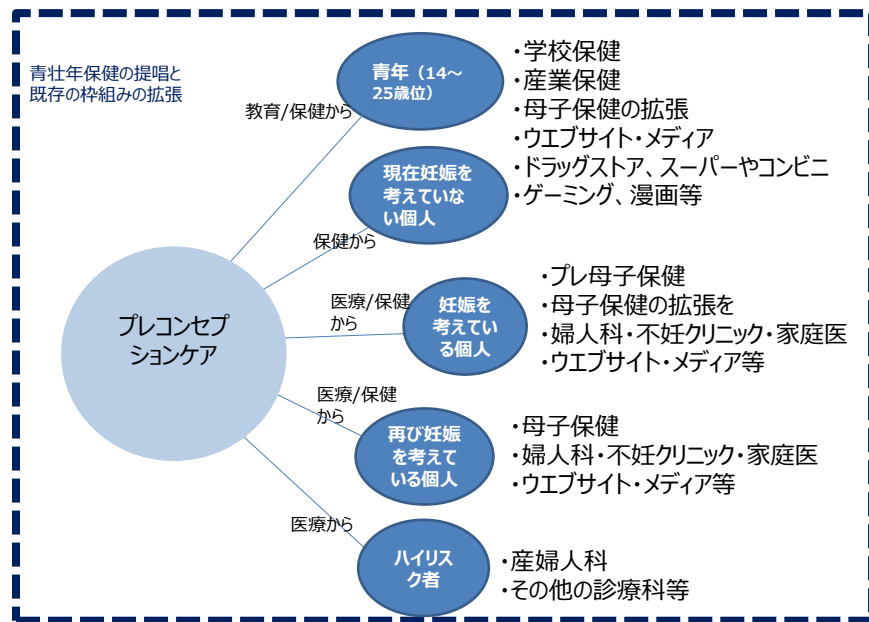 青壮年保健の提唱と
既存の枠組みの拡張
プレコンセプ
ションケア
教育/保健から
青年（14～
25歳位）
・学校保健
・産業保健
・母子保健の拡張
・ウエブサイト・メディア
・ドラッグストア、スーパーやコンビニ
・ゲーミング、漫画等
保健から
現在妊娠を
考えていな
い個人
医療/保健
から
妊娠を
考えてい
る個人
・プレ母子保健
・母子保健の拡張を
・婦人科・不妊クリニック・家庭医
・ウエブサイト・メディア等
医療/保健
から
再び妊娠
を考えて
いる個人
・母子保健
・婦人科・不妊クリニック・家庭医
・ウエブサイト・メディア等
医療から
ハイリス
ク者
・産婦人科
・その他の診療科等